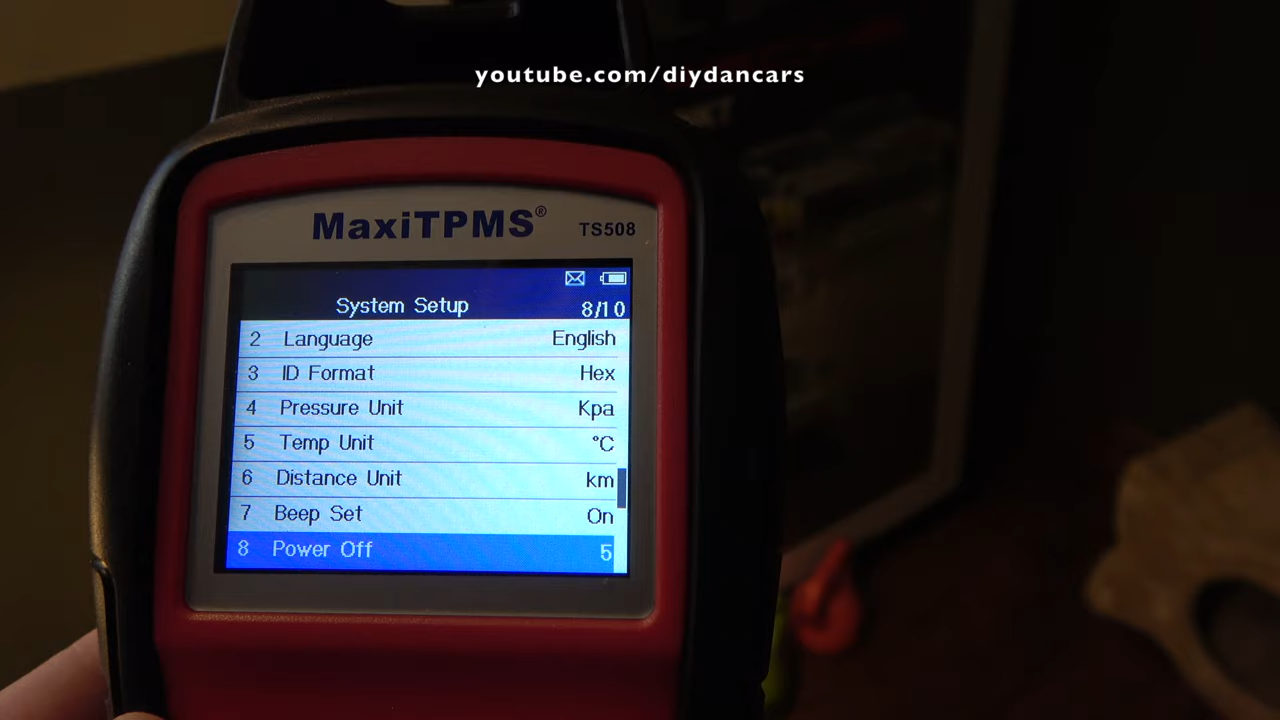 youtube.com/diydancars
MaxiTPMS® TS508
System Setup 8/10
2 Language English
3 ID Format Hex
4 Pressure Unit Kpa
5 Temp Unit °C
6 Distance Unit km
7 Beep Set On
8 Power Off 5